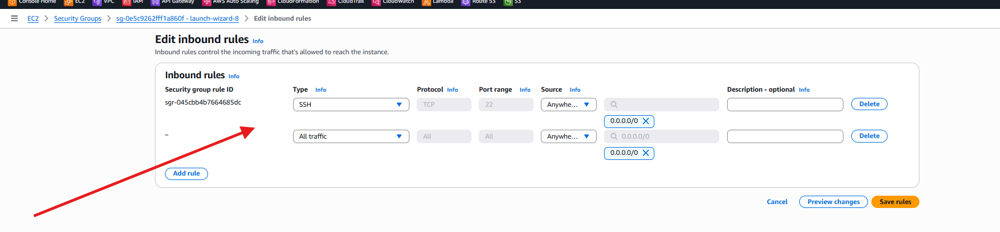 Console Home EC2 VPC IAM API Gateway AWS Auto Scaling CloudFormation CloudTrail CloudWatch Lambda Route 53 S3
EC2 Security Groups sg-0e5c9262fff1a860f - launch-wizard-8 Edit inbound rules
Edit inbound rules Info
Inbound rules control the incoming traffic that's allowed to reach the instance.
Inbound rules Info
Security group rule ID Type Info Protocol Info Port range Info Source Info Description - optional Info
sgr-045cbb4b7664685dc SSH TCP 22 Anywhe... Delete
0.0.0.0/0
– All traffic All All Anywhe... 0.0.0.0/0 Delete
0.0.0.0/0
Add rule
Cancel Preview changes Save rules